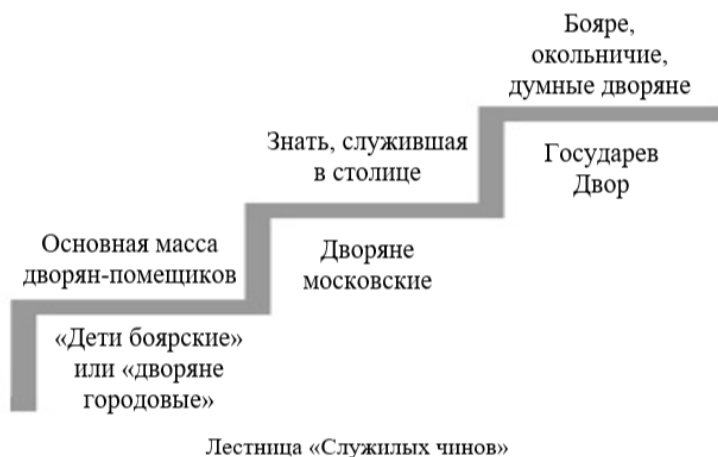 Бояре,
окольничие,
думные дворяне
Знать, служившая
в столице
Государев
Двор
Основная масса
дворян-помещиков
Дворяне
московские
«Дети боярские»
или «дворяне
городовые»
Лестница «Служилых чинов»